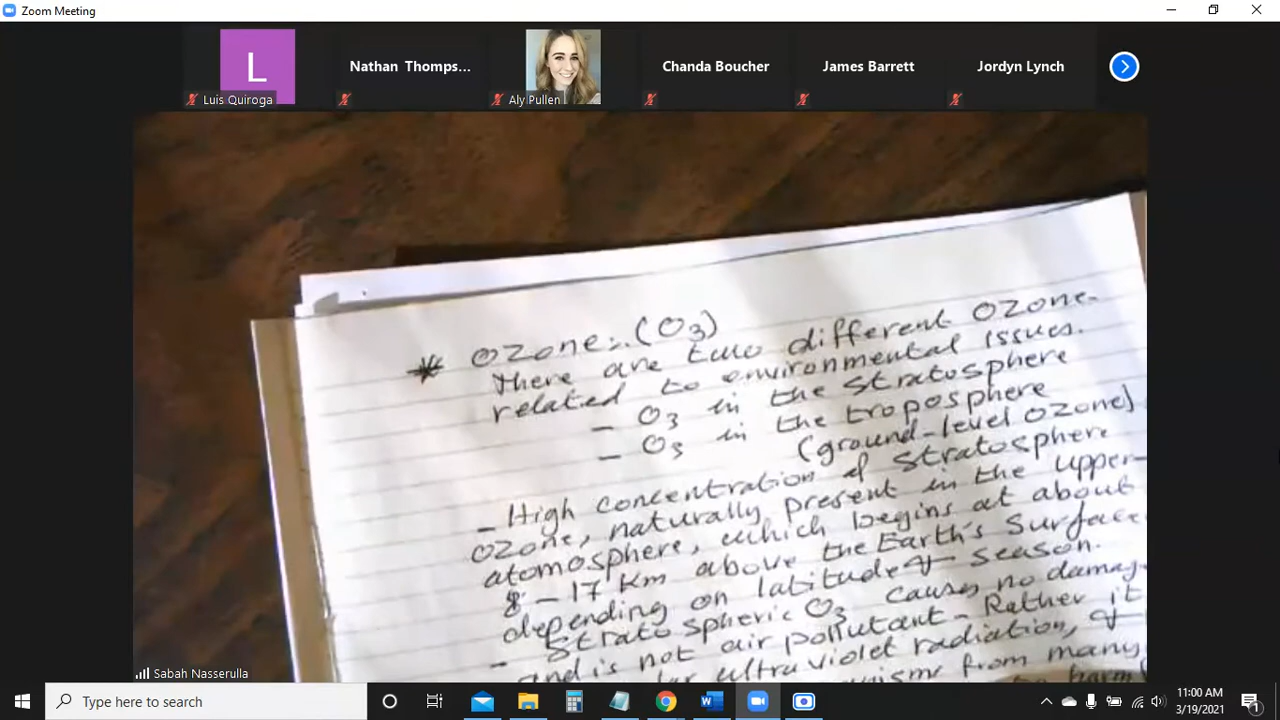 Zoom Meeting
L
Luis Quiroga
Nathan Thomps...
Aly Pullen
Chanda Boucher
James Barrett
Jordyn Lynch
* Ozone:. (O3)
There are two different Ozone-
related to environmental issues.
- O3 in the stratosphere
- O3 in the troposphere
(ground-level Ozone)
- High concentration of Stratosphere
Ozone, naturally present in the upper-
atomosphere, which begins at about
8-17 Km above the Earth's Surface
depending on latitude & season.
- Stratospheric O3 causes no damag
and is not air pollutant - Rather it
ultraviolet radiation, &
from many
harm
Sabah Nasserulla
Type here to search
11:00 AM
3/19/2021
1